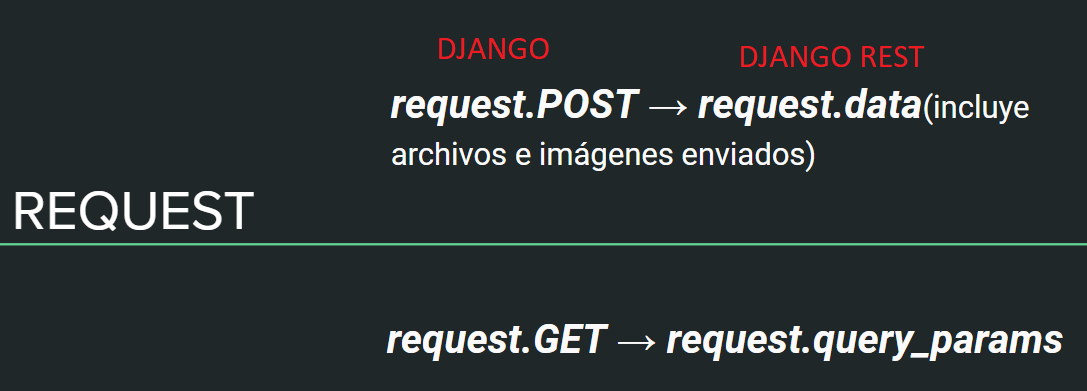 DJANGO
DJANGO REST
request.POST → request.data(incluye
archivos e imágenes enviados)
REQUEST
request.GET → request.query_params